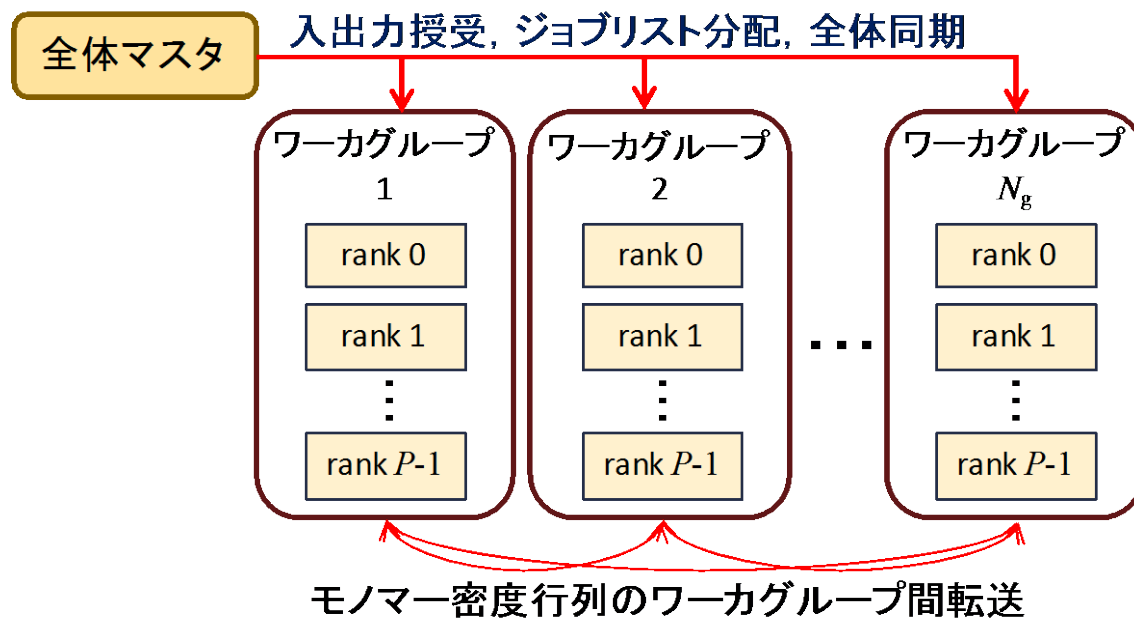 全体マスタ
入出力授受, ジョブリスト分配, 全体同期
ワーカグループ
1
rank 0
rank 1
rank P-1
ワーカグループ
2
rank 0
rank 1
rank P-1
ワーカグループ
Ng
rank 0
rank 1
rank P-1
モノマー密度行列のワーカグループ間転送